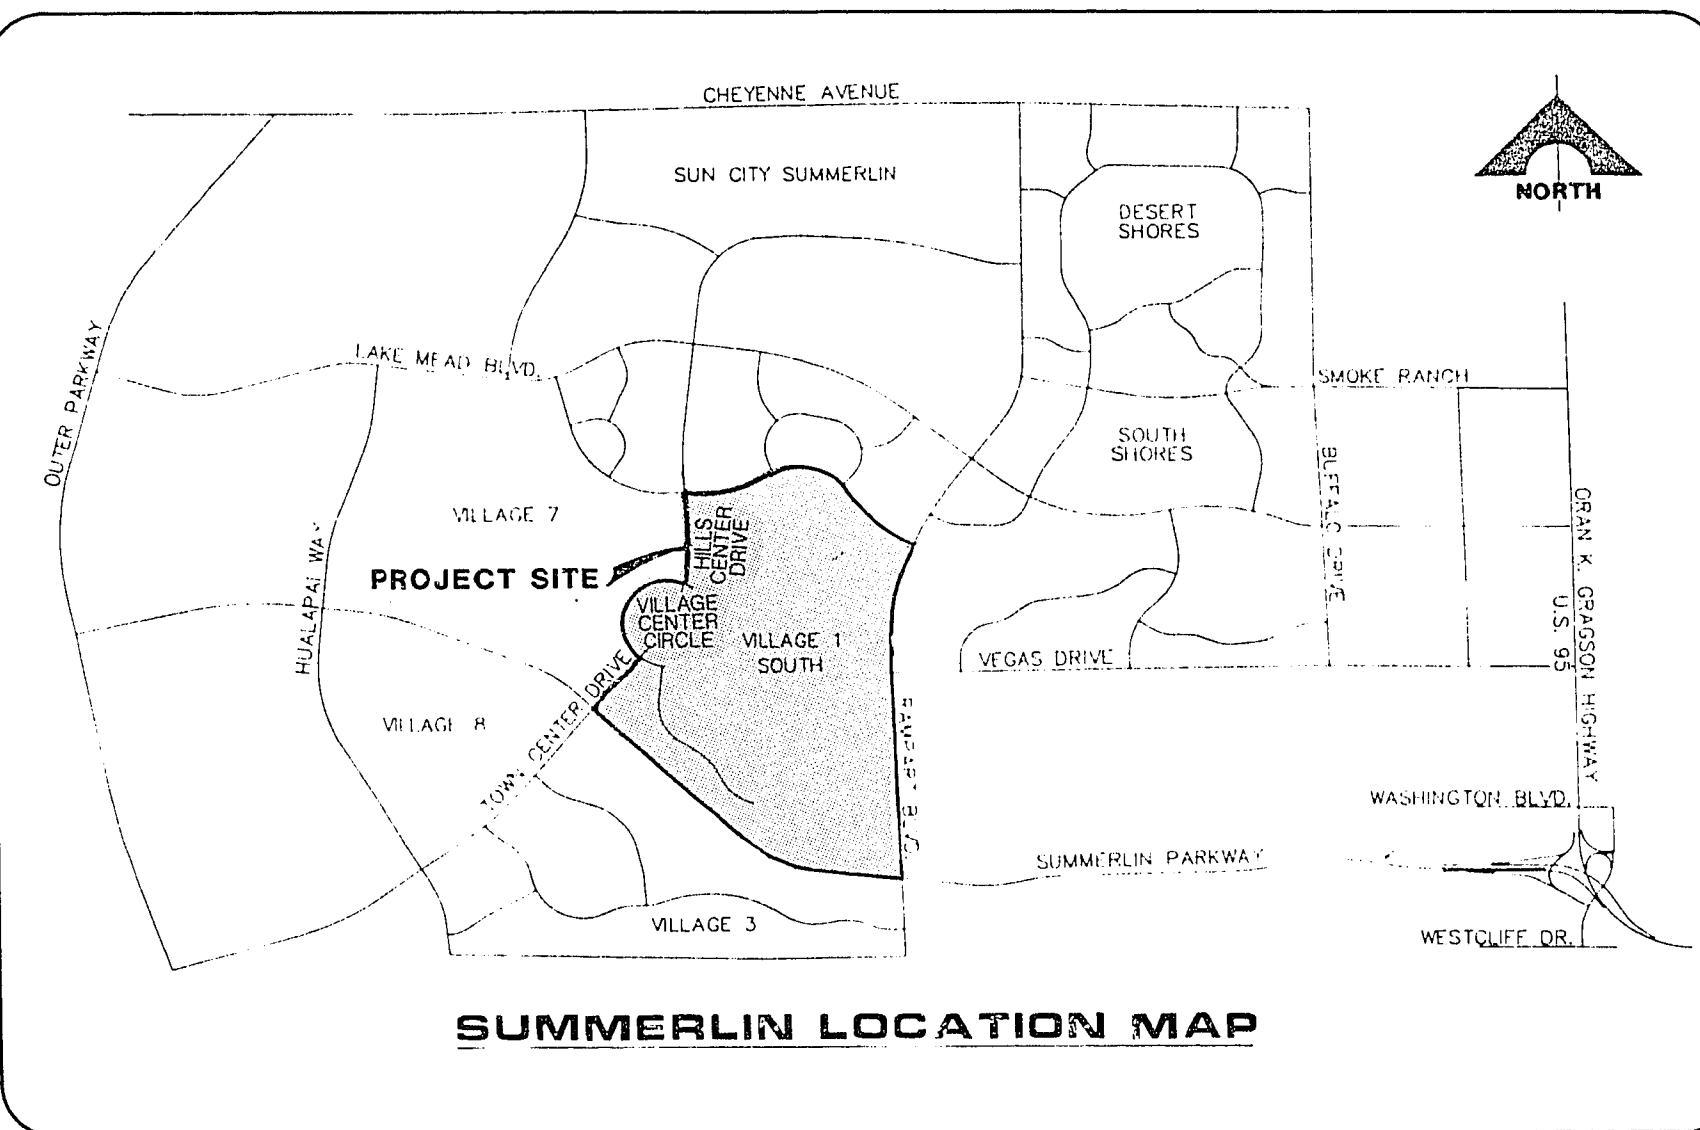 CHEYENNE AVENUE
SUN CITY SUMMERLIN
NORTH
DESERT
SHORES
OUTER PARKWAY
LAKE MEAD BLVD.
SMOKE RANCH
SOUTH
SHORES
BUFFALO DRIVE
VILLAGE 7
HILLS
CENTER
DRIVE
ORAN K. GRAGSON HIGHWAY
U.S. 95
PROJECT SITE
HUALAPAI WAY
VILLAGE
CENTER
CIRCLE
VILLAGE 1
SOUTH
VEGAS DRIVE
VILLAGE 8
TOWN CENTER DRIVE
RAMPART BLVD.
WASHINGTON BLVD.
SUMMERLIN PARKWAY
VILLAGE 3
WESTCLIFF DR.
SUMMERLIN LOCATION MAP